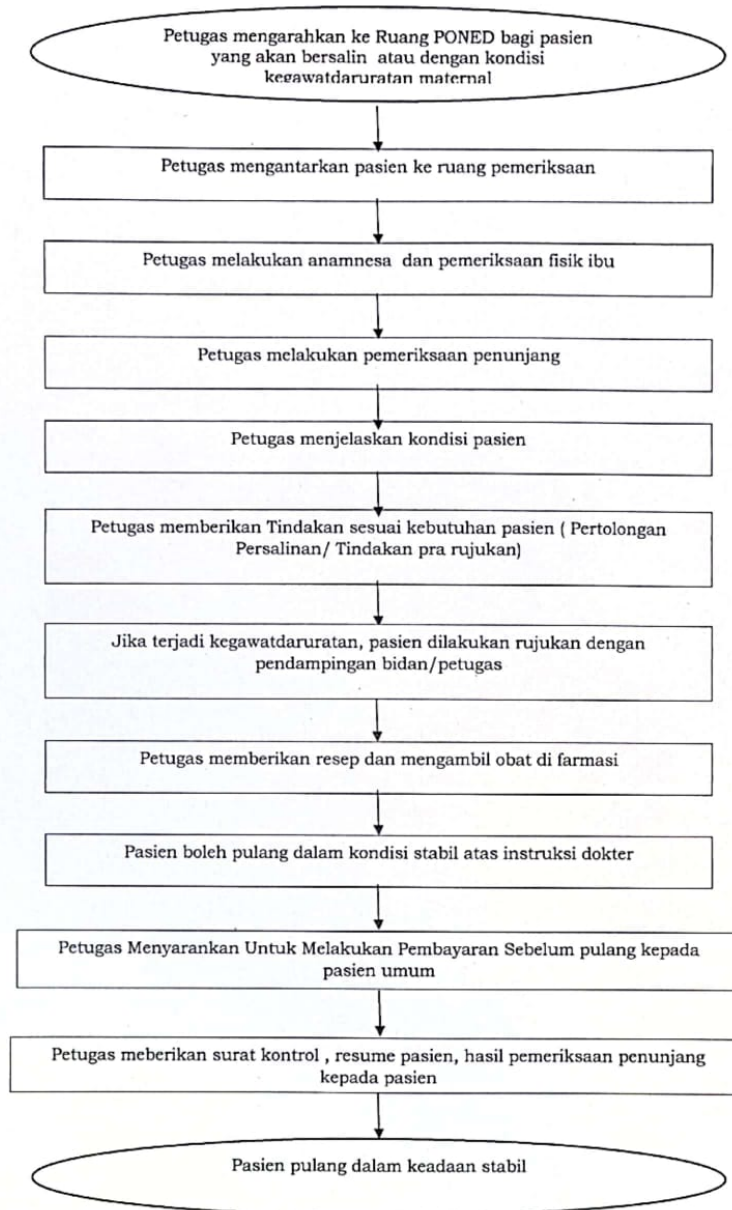 Petugas mengarahkan ke Ruang PONED bagi pasien
yang akan bersalin atau dengan kondisi
kegawatdaruratan maternal
Petugas mengantarkan pasien ke ruang pemeriksaan
Petugas melakukan anamnesa dan pemeriksaan fisik ibu
Petugas melakukan pemeriksaan penunjang
Petugas menjelaskan kondisi pasien
Petugas memberikan Tindakan sesuai kebutuhan pasien ( Pertolongan
Persalinan/ Tindakan pra rujukan)
Jika terjadi kegawatdaruratan, pasien dilakukan rujukan dengan
pendampingan bidan/petugas
Petugas memberikan resep dan mengambil obat di farmasi
Pasien boleh pulang dalam kondisi stabil atas instruksi dokter
Petugas Menyarankan Untuk Melakukan Pembayaran Sebelum pulang kepada
pasien umum
Petugas meberikan surat kontrol , resume pasien, hasil pemeriksaan penunjang
kepada pasien
Pasien pulang dalam keadaan stabil